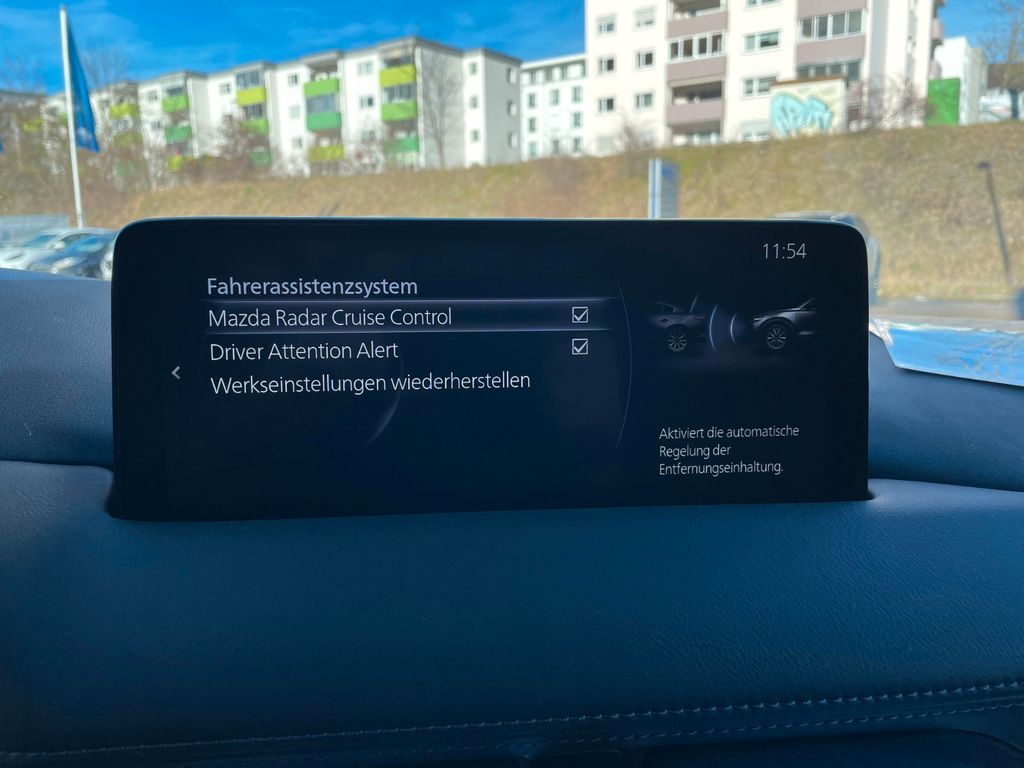 11:54
Fahrerassistenzsystem
Mazda Radar Cruise Control
Driver Attention Alert
Werkseinstellungen wiederherstellen
Aktiviert die automatische
Regelung der
Entfernungseinhaltung.